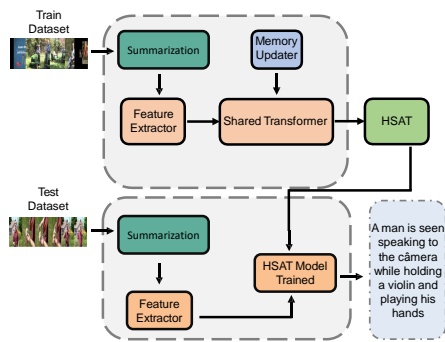 Train
Dataset
Summarization
Memory
Updater
Feature
Extractor
Shared Transformer
HSAT
Test
Dataset
Summarization
HSAT Model
Trained
Feature
Extractor
A man is seen
speaking to
the câmera
while holding
a violin and
playing his
hands